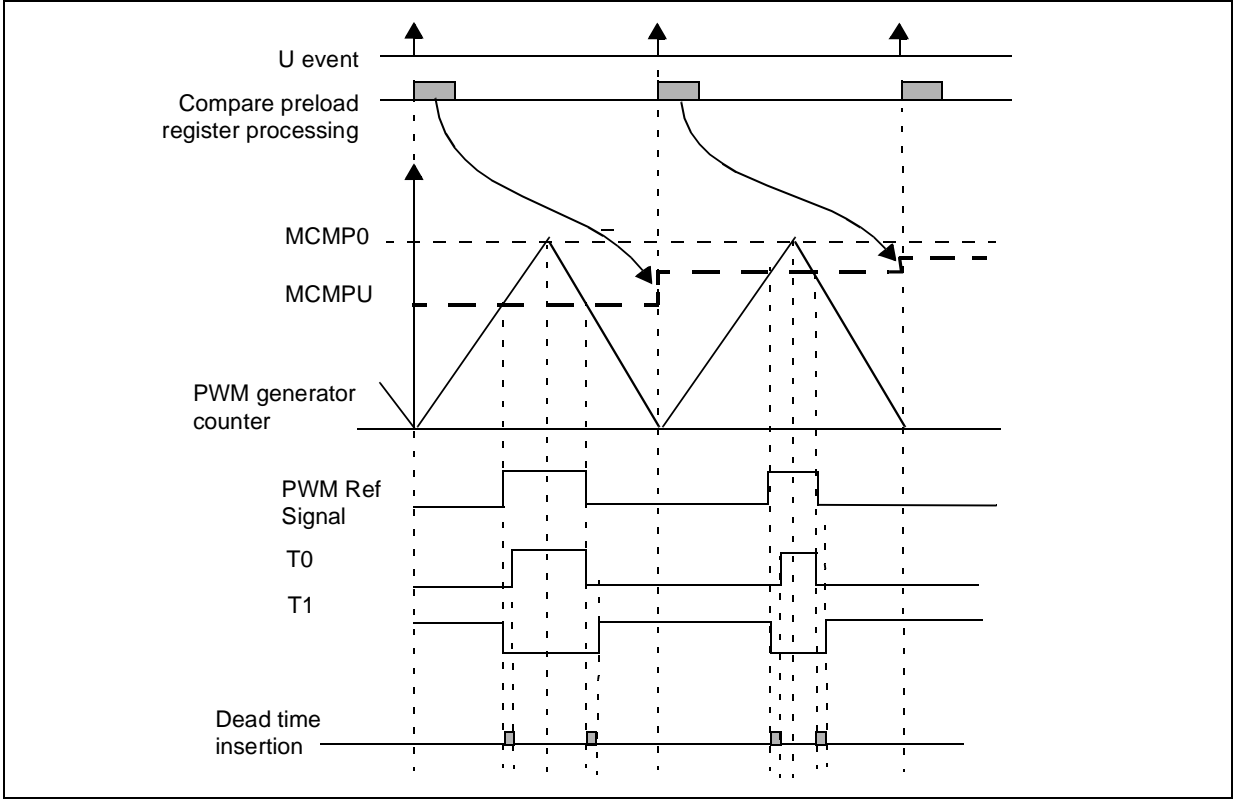 U event
Compare preload
register processing
MCMP0
MCMPU
PWM generator
counter
PWM Ref
Signal
T0
T1
Dead time
insertion